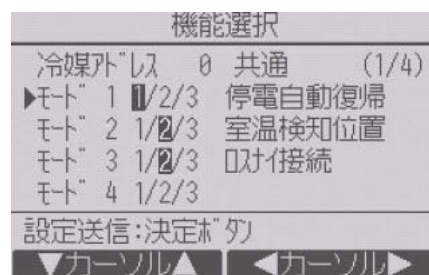 機能選択
冷媒ｱﾄﾞﾚｽ 0 共通 (1/4)
▶ﾓｰﾄﾞ 1 1/2/3 停電自動復帰
ﾓｰﾄﾞ 2 1/2/3 室温検知位置
ﾓｰﾄﾞ 3 1/2/3 ﾛｽﾅｲ接続
ﾓｰﾄﾞ 4 1/2/3
設定送信:決定ﾎﾞﾀﾝ
▼カーソル▲ ◀カーソル▶